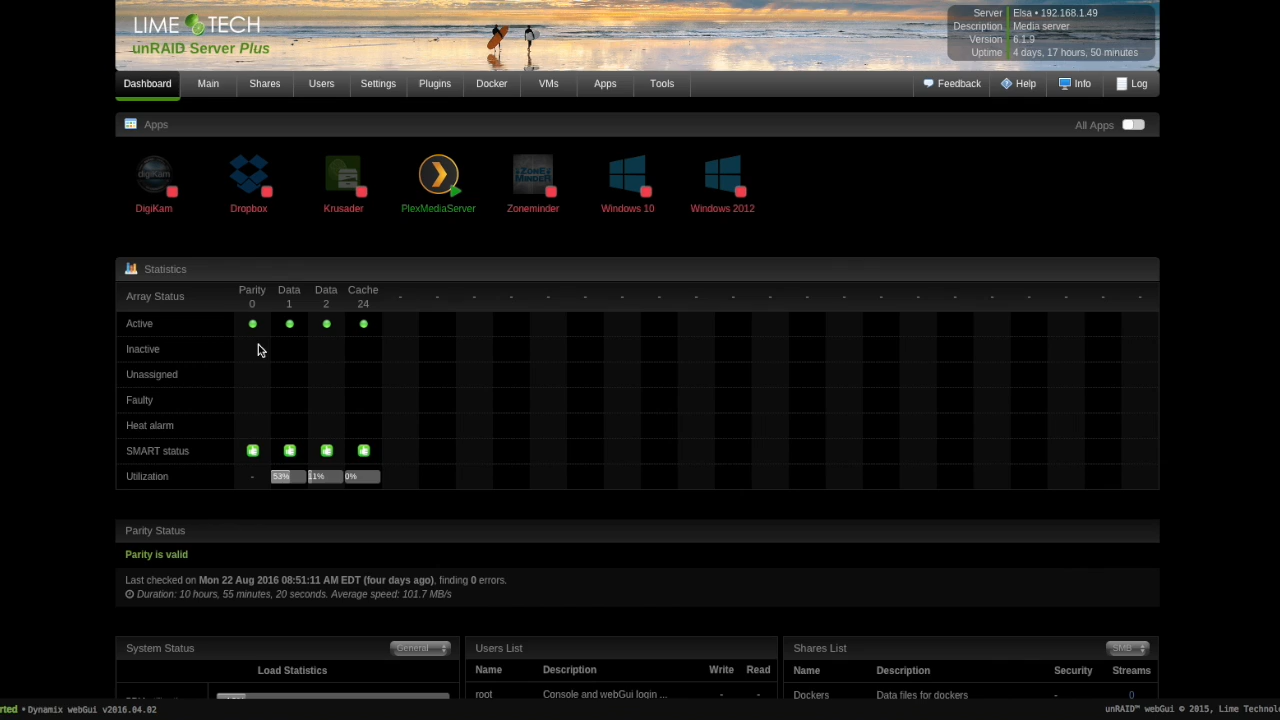 LIME TECH
unRAID Server Plus
Server Elsa • 192.168.1.49
Description Media server
Version 6.1.9
Uptime 4 days, 17 hours, 50 minutes
Dashboard Main Shares Users Settings Plugins Docker VMs Apps Tools Feedback Help Info Log
Apps All Apps
digiKam
ZONE MINDER
DigiKam Dropbox Krusader PlexMediaServer Zoneminder Windows 10 Windows 2012
Statistics
Array Status Parity 0 Data 1 Data 2 Cache 24 - - - - - - - - - - - - - - - - - - - - -
Active
Inactive
Unassigned
Faulty
Heat alarm
SMART status
Utilization - 53% 11% 0%
Parity Status
Parity is valid
Last checked on Mon 22 Aug 2016 08:51:11 AM EDT (four days ago), finding 0 errors.
Duration: 10 hours, 55 minutes, 20 seconds. Average speed: 101.7 MB/s
System Status General
Load Statistics
Users List
Name Description Write Read
root Console and webGui login ... - -
Shares List SMB
Name Description Security Streams
Dockers Data files for dockers - 0
rted • Dynamix webGui v2016.04.02
unRAID™ webGui © 2015, Lime Technolo